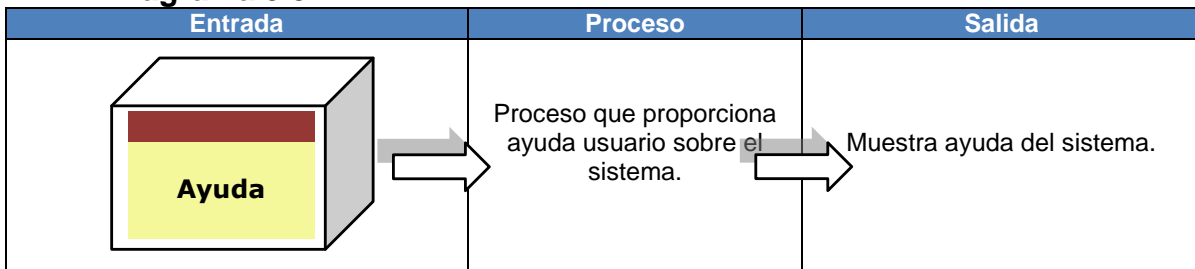 Entrada
Proceso
Salida
Ayuda
Proceso que proporciona
ayuda usuario sobre el
sistema.
Muestra ayuda del sistema.